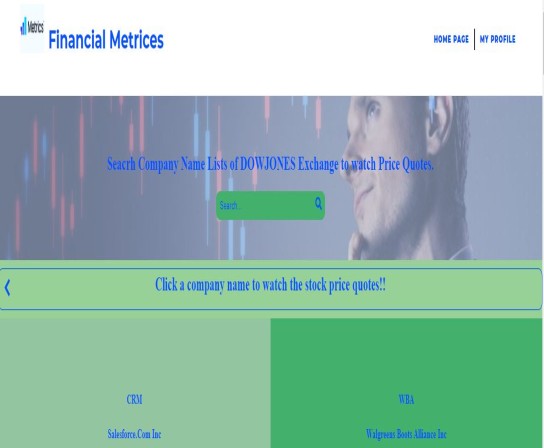 Metrics
Financial Metrices
HOME PAGE
MY PROFILE
Seacrh Company Name Lists of DOWJONES Exchange to watch Price Quotes.
Search..
Click a company name to watch the stock price quotes!!
CRM
WBA
Salesforce.Com Inc
Walgreens Boots Alliance Inc